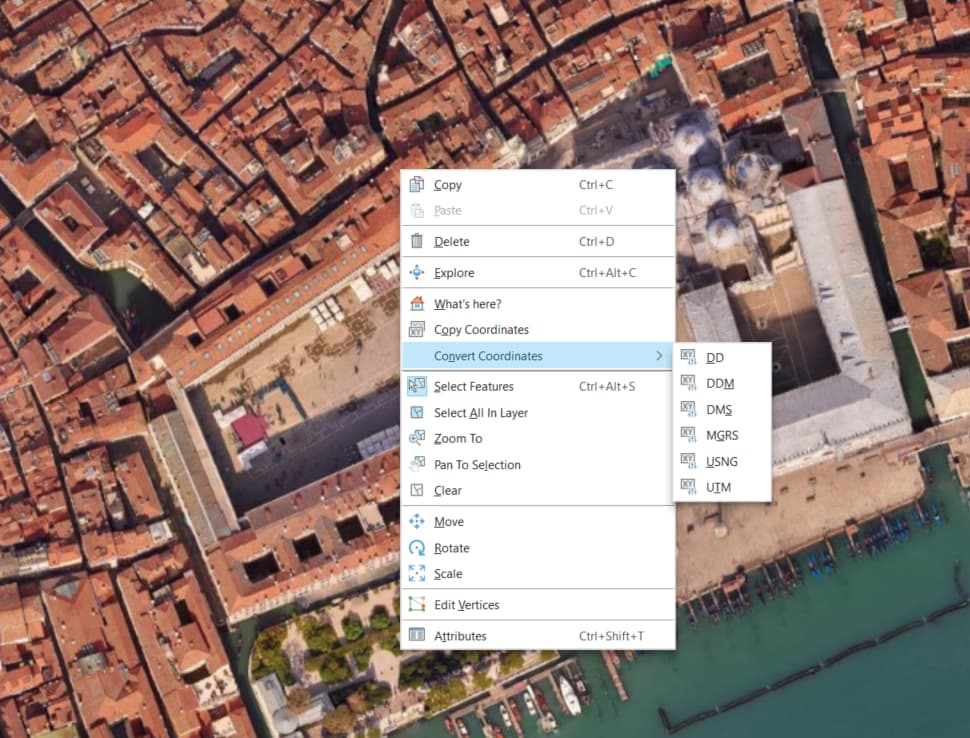 Copy Ctrl+C
Paste Ctrl+V
Delete Ctrl+D
Explore Ctrl+Alt+C
What's here?
Copy Coordinates
Convert Coordinates
DD
DDM
DMS
MGRS
USNG
UTM
Select Features Ctrl+Alt+S
Select All In Layer
Zoom To
Pan To Selection
Clear
Move
Rotate
Scale
Edit Vertices
Attributes Ctrl+Shift+T